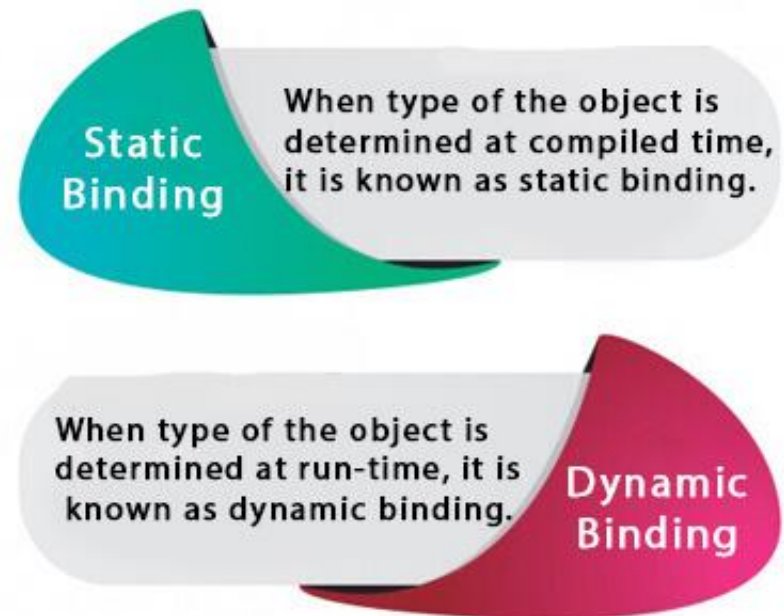 Static
Binding
When type of the object is
determined at compiled time,
it is known as static binding.
When type of the object is
determined at run-time, it is
known as dynamic binding.
Dynamic
Binding